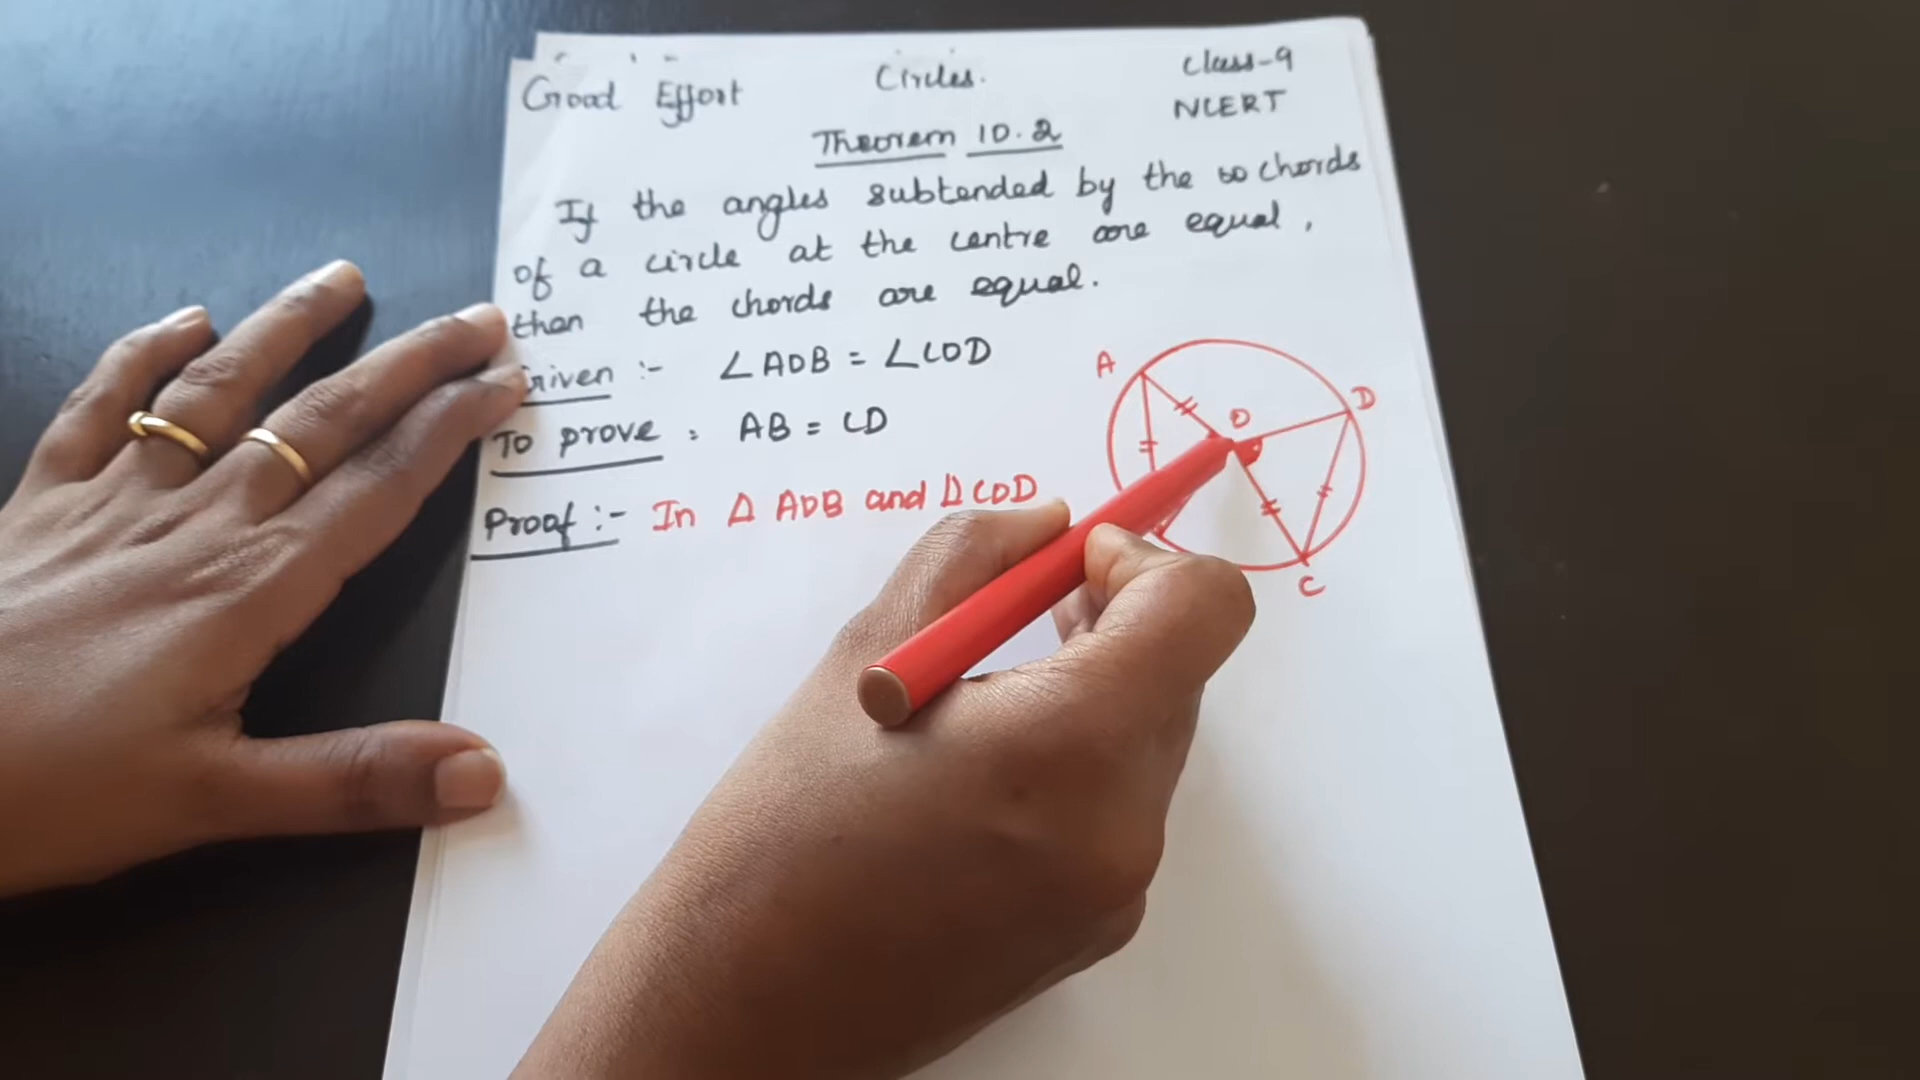 Good Effort Circles. Class-9
NCERT
Theorem 10.2
If the angles subtended by the chords
of a circle at the centre are equal,
then the chords are equal.
Given :- ∠AOB = ∠COD
To prove : AB = CD
Proof :- In Δ AOB and Δ COD
A
O
D
C